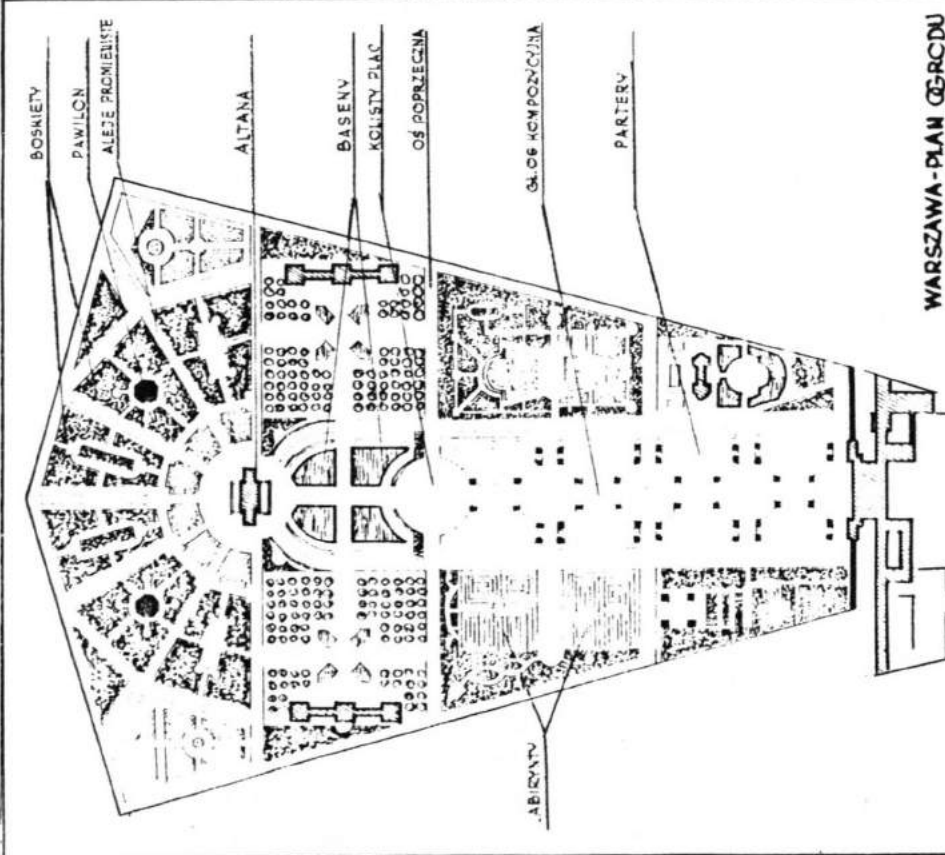 BOSKIETY
PAWILON
ALEJE PROMIENISTE
ALTANA
BASENY
KOLISTY PLAC
OŚ POPRZECZNA
GŁ. OŚ KOMPOZYCYJNA
PARTERY
LABIRYNTY
WARSZAWA-PLAN OGRODU